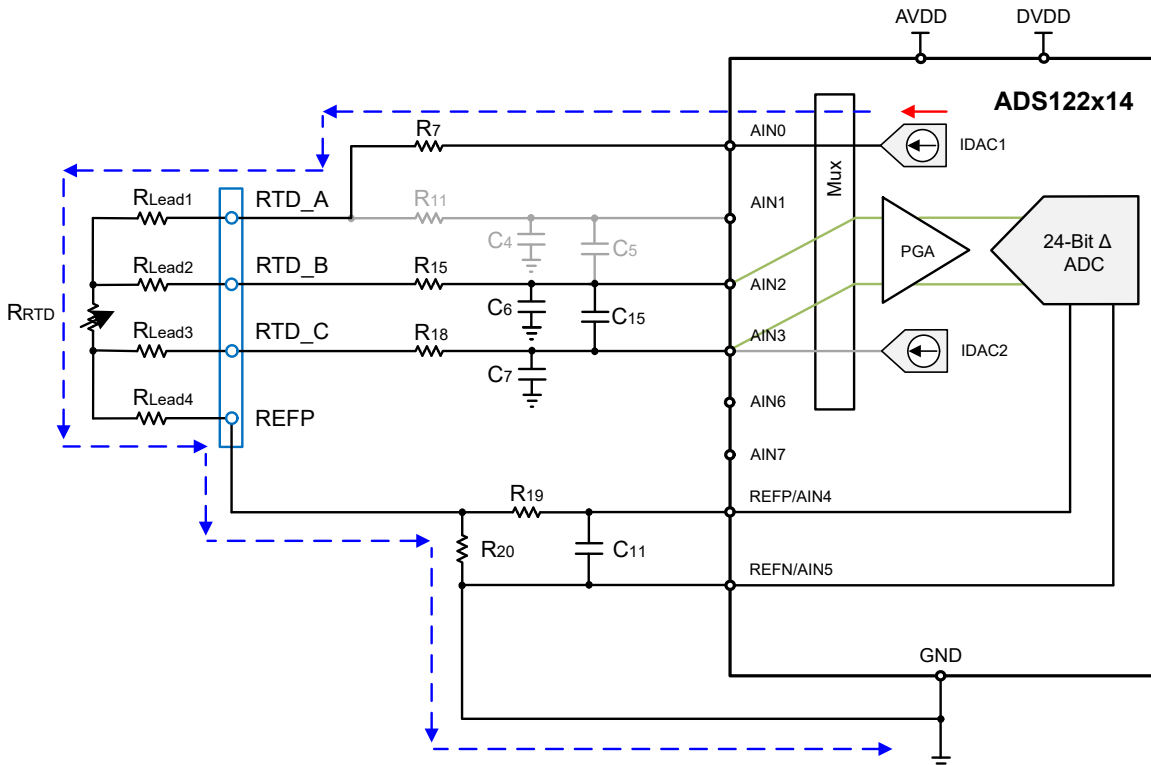 AVDD DVDD
ADS122x14
R7 AIN0 IDAC1
Mux
RLead1 RTD_A R11 AIN1
C4 C5
PGA 24-Bit Δ
ADC
RLead2 RTD_B R15 AIN2
RRTD C6 C15
RLead3 RTD_C R18 AIN3 IDAC2
C7
RLead4 REFP AIN6
AIN7
R19 REFP/AIN4
R20 C11
REFN/AIN5
GND